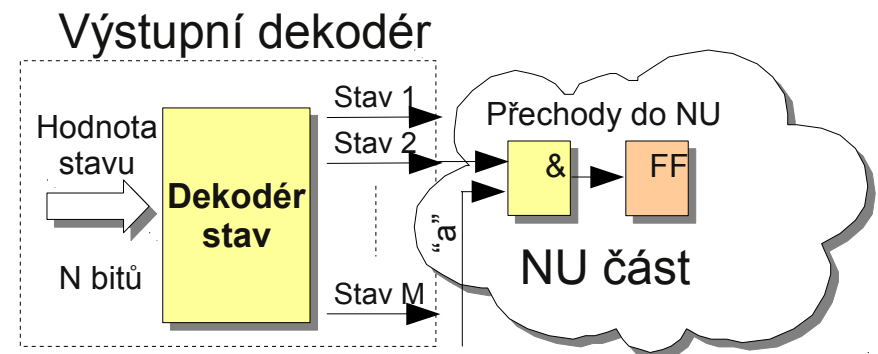 Výstupní dekodér
Hodnota
stavu
N bitů
Dekodér
stav
Stav 1
Stav 2
Stav M
"a"
Přechody do NU
&
FF
NU část